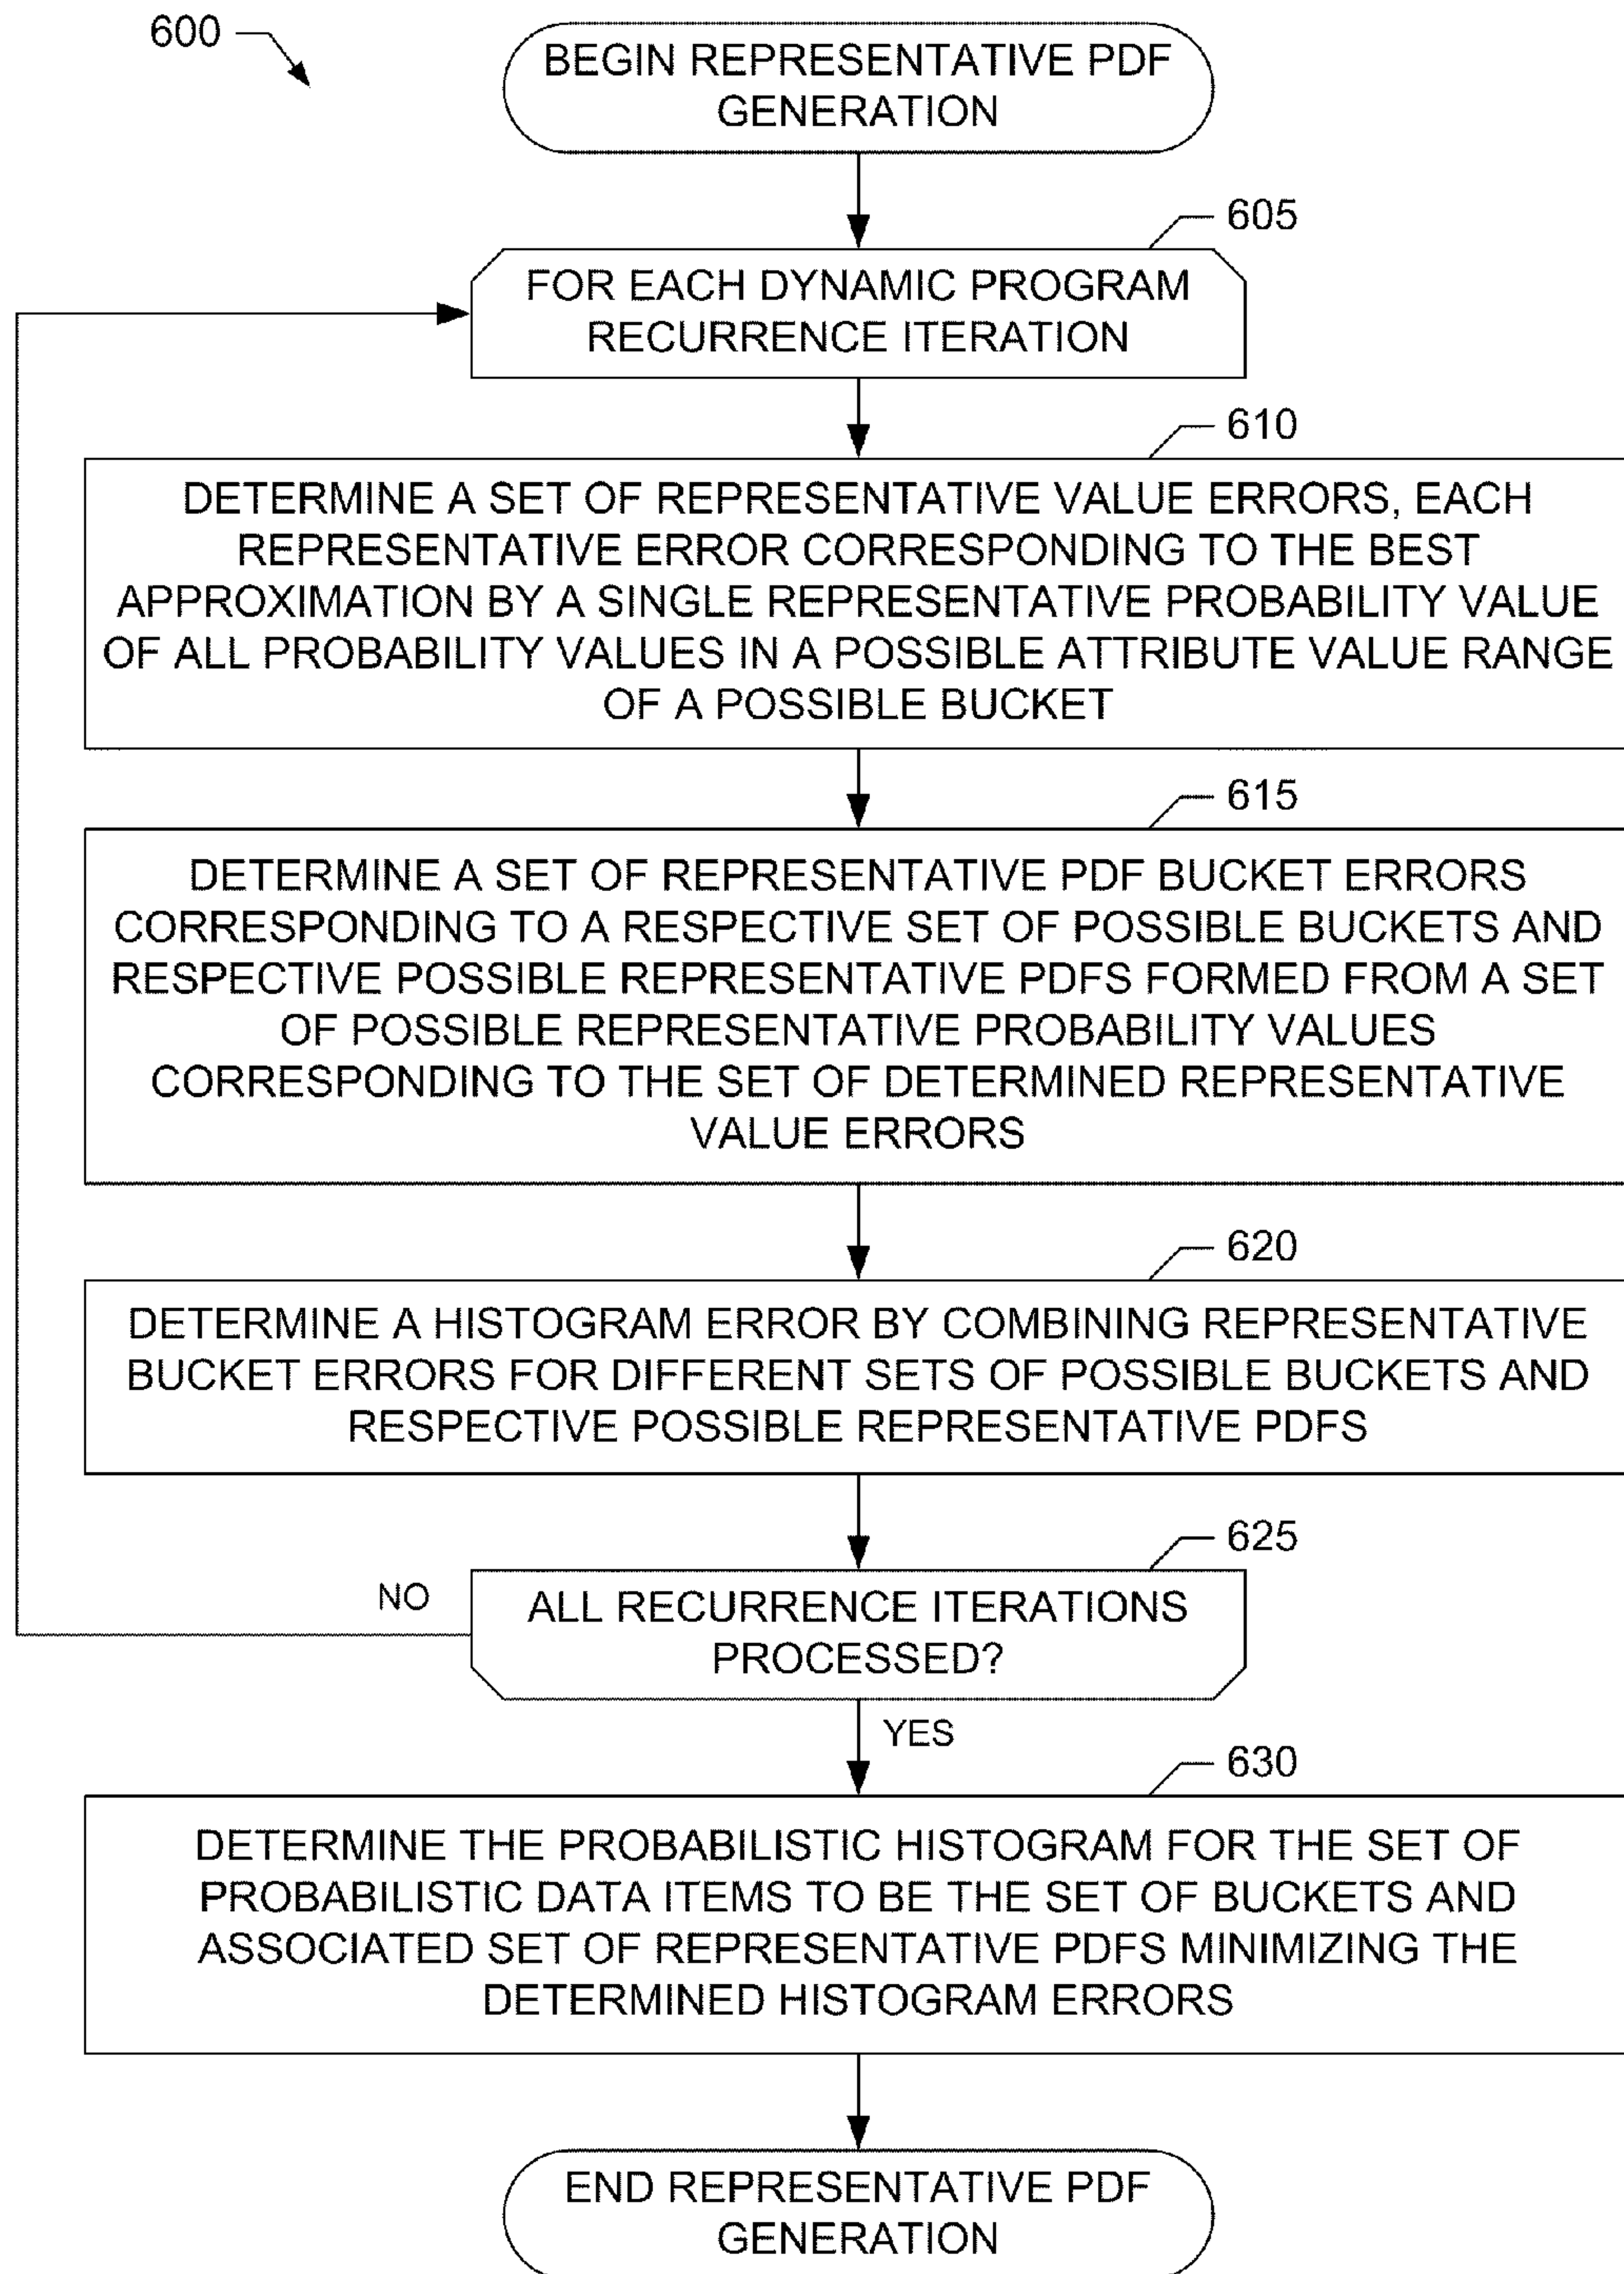 600
BEGIN REPRESENTATIVE PDF
GENERATION
605
FOR EACH DYNAMIC PROGRAM
RECURRENCE ITERATION
610
DETERMINE A SET OF REPRESENTATIVE VALUE ERRORS, EACH
REPRESENTATIVE ERROR CORRESPONDING TO THE BEST
APPROXIMATION BY A SINGLE REPRESENTATIVE PROBABILITY VALUE
OF ALL PROBABILITY VALUES IN A POSSIBLE ATTRIBUTE VALUE RANGE
OF A POSSIBLE BUCKET
615
DETERMINE A SET OF REPRESENTATIVE PDF BUCKET ERRORS
CORRESPONDING TO A RESPECTIVE SET OF POSSIBLE BUCKETS AND
RESPECTIVE POSSIBLE REPRESENTATIVE PDFS FORMED FROM A SET
OF POSSIBLE REPRESENTATIVE PROBABILITY VALUES
CORRESPONDING TO THE SET OF DETERMINED REPRESENTATIVE
VALUE ERRORS
620
DETERMINE A HISTOGRAM ERROR BY COMBINING REPRESENTATIVE
BUCKET ERRORS FOR DIFFERENT SETS OF POSSIBLE BUCKETS AND
RESPECTIVE POSSIBLE REPRESENTATIVE PDFS
625
NO
ALL RECURRENCE ITERATIONS
PROCESSED?
YES
630
DETERMINE THE PROBABILISTIC HISTOGRAM FOR THE SET OF
PROBABILISTIC DATA ITEMS TO BE THE SET OF BUCKETS AND
ASSOCIATED SET OF REPRESENTATIVE PDFS MINIMIZING THE
DETERMINED HISTOGRAM ERRORS
END REPRESENTATIVE PDF
GENERATION